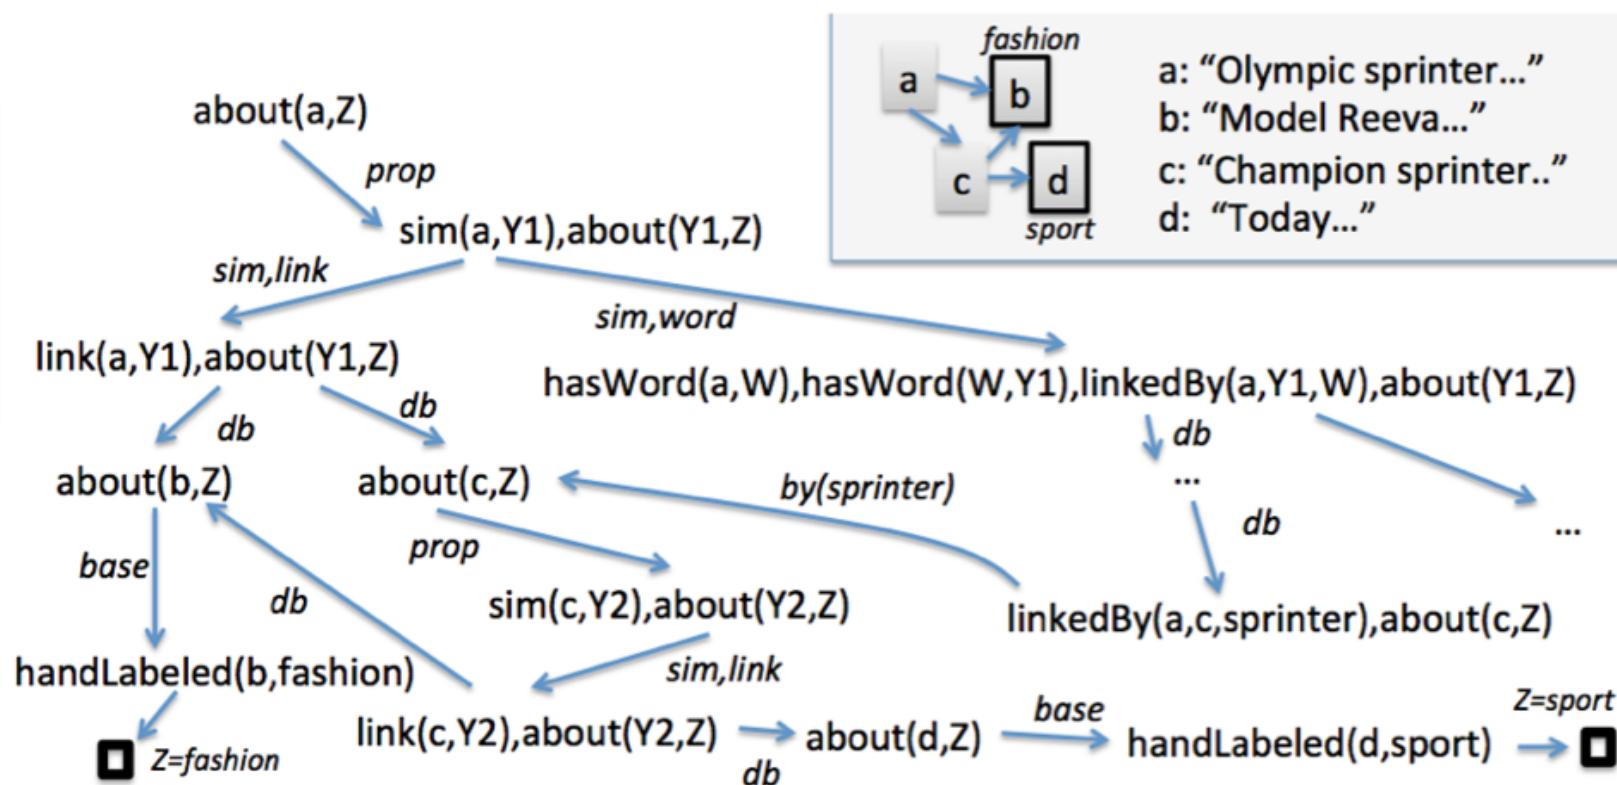 fashion
a
b
c
d
sport
a: “Olympic sprinter...”
b: “Model Reeva...”
c: “Champion sprinter..”
d: “Today...”
about(a,Z)
prop
sim(a,Y1),about(Y1,Z)
sim,link
sim,word
link(a,Y1),about(Y1,Z)
hasWord(a,W),hasWord(W,Y1),linkedBy(a,Y1,W),about(Y1,Z)
db
db
db
...
about(b,Z)
about(c,Z)
by(sprinter)
db
...
base
prop
db
sim(c,Y2),about(Y2,Z)
linkedBy(a,c,sprinter),about(c,Z)
handLabeled(b,fashion)
sim,link
Z=fashion
link(c,Y2),about(Y2,Z)
db
about(d,Z)
base
handLabeled(d,sport)
Z=sport